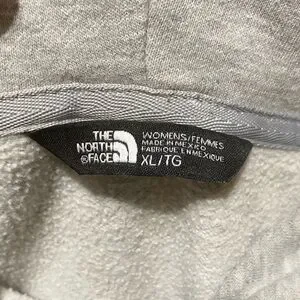 THE
NORTH
®FACE
WOMENS/FEMMES
MADE IN MEXICO
FABRIQUÉ EN MEXIQUE
XL/TG